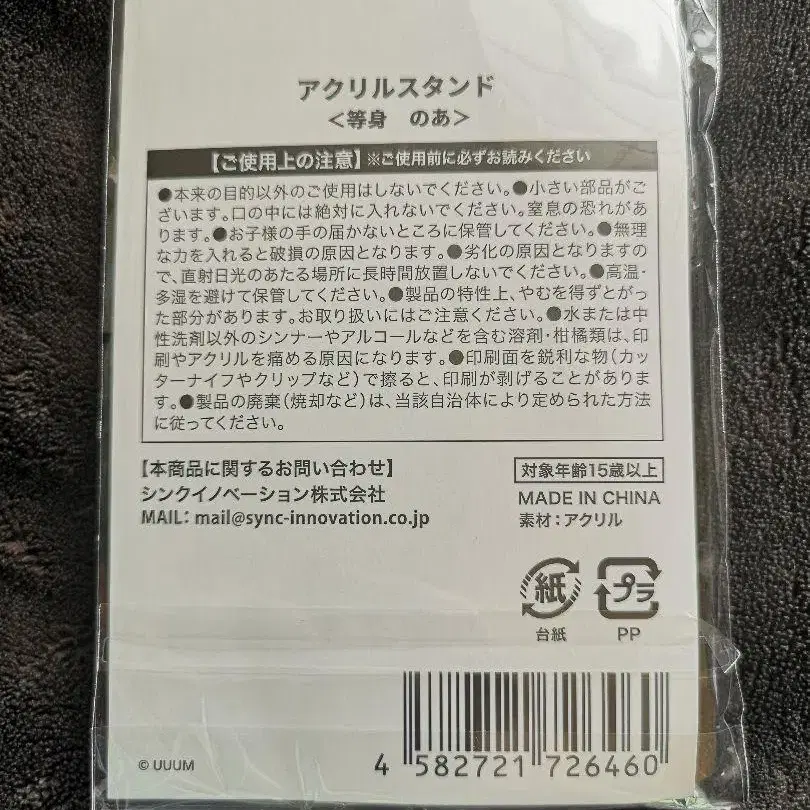 アクリルスタンド
＜等身　のあ＞
【ご使用上の注意】※ご使用前に必ずお読みください
●本来の目的以外のご使用はしないでください。●小さい部品がご
ざいます。口の中には絶対に入れないでください。窒息の恐れがあ
ります。●お子様の手の届かないところに保管してください。●無理
な力を入れると破損の原因となります。●劣化の原因となりますの
で、直射日光のあたる場所に長時間放置しないでください。●高温・
多湿を避けて保管してください。●製品の特性上、やむを得ずとがっ
た部分があります。お取り扱いにはご注意ください。●水または中
性洗剤以外のシンナーやアルコールなどを含む溶剤・柑橘類は、印
刷やアクリルを痛める原因になります。●印刷面を鋭利な物（カッ
ターナイフやクリップなど）で擦ると、印刷が剥げることがありま
す。●製品の廃棄（焼却など）は、当該自治体により定められた方法
に従ってください。
【本商品に関するお問い合わせ】
シンクイノベーション株式会社
MAIL: mail@sync-innovation.co.jp
対象年齢15歳以上
MADE IN CHINA
素材：アクリル
紙
台紙
プラ
PP
© UUUM
4 582721 726460